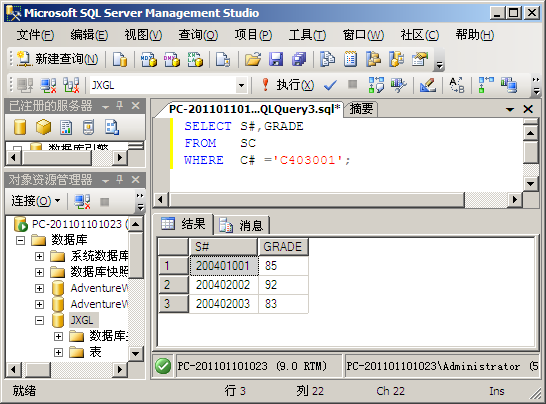 Microsoft SQL Server Management Studio
文件(F) 编辑(E) 视图(V) 查询(Q) 项目(P) 工具(T) 窗口(W) 社区(C) 帮助(H)
新建查询(N)
JXGL 执行(X)
已注册的服务器
数据库引擎
对象资源管理器
连接(O)
PC-201101101023 (
数据库
系统数据库
数据库快照
AdventureW
AdventureW
JXGL
数据库
表
PC-201101101...QLQuery3.sql* 摘要
SELECT S#,GRADE
FROM SC
WHERE C# ='C403001';
结果 消息
S# GRADE
1 200401001 85
2 200402002 92
3 200402003 83
PC-201101101023 (9.0 RTM) PC-201101101023\Administrator (5
就绪 行 3 列 22 Ch 22 Ins